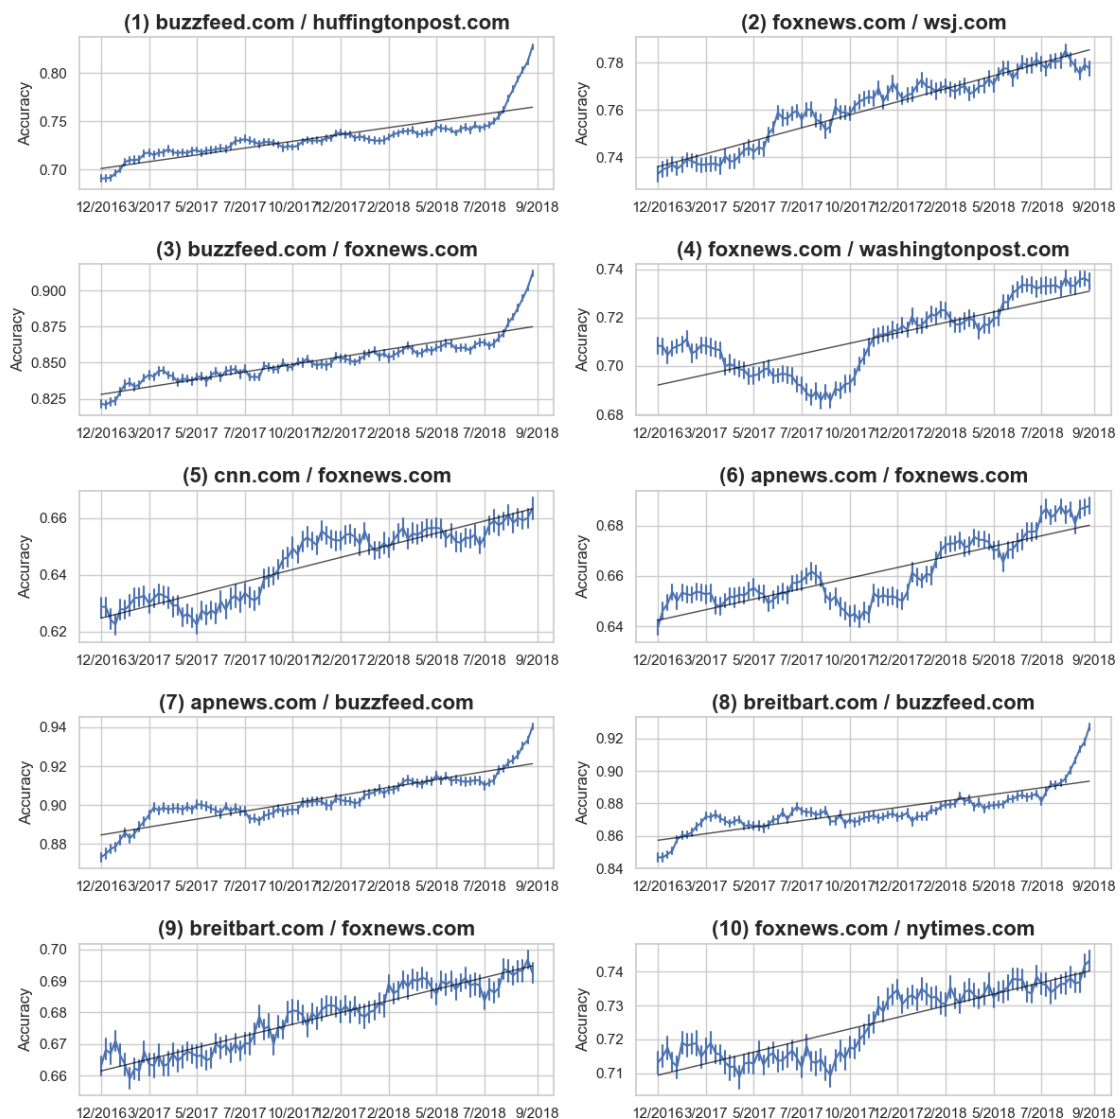 (1) buzzfeed.com / huffingtonpost.com
Accuracy
0.80
0.75
0.70
12/2016 3/2017 5/2017 7/2017 10/2017 12/2017 2/2018 5/2018 7/2018 9/2018
(2) foxnews.com / wsj.com
Accuracy
0.78
0.76
0.74
12/2016 3/2017 5/2017 7/2017 10/2017 12/2017 2/2018 5/2018 7/2018 9/2018
(3) buzzfeed.com / foxnews.com
Accuracy
0.900
0.875
0.850
0.825
12/2016 3/2017 5/2017 7/2017 10/2017 12/2017 2/2018 5/2018 7/2018 9/2018
(4) foxnews.com / washingtonpost.com
Accuracy
0.74
0.72
0.70
0.68
12/2016 3/2017 5/2017 7/2017 10/2017 12/2017 2/2018 5/2018 7/2018 9/2018
(5) cnn.com / foxnews.com
Accuracy
0.66
0.64
0.62
12/2016 3/2017 5/2017 7/2017 10/2017 12/2017 2/2018 5/2018 7/2018 9/2018
(6) apnews.com / foxnews.com
Accuracy
0.68
0.66
0.64
12/2016 3/2017 5/2017 7/2017 10/2017 12/2017 2/2018 5/2018 7/2018 9/2018
(7) apnews.com / buzzfeed.com
Accuracy
0.94
0.92
0.90
0.88
12/2016 3/2017 5/2017 7/2017 10/2017 12/2017 2/2018 5/2018 7/2018 9/2018
(8) breitbart.com / buzzfeed.com
Accuracy
0.92
0.90
0.88
0.86
0.84
12/2016 3/2017 5/2017 7/2017 10/2017 12/2017 2/2018 5/2018 7/2018 9/2018
(9) breitbart.com / foxnews.com
Accuracy
0.70
0.69
0.68
0.67
0.66
12/2016 3/2017 5/2017 7/2017 10/2017 12/2017 2/2018 5/2018 7/2018 9/2018
(10) foxnews.com / nytimes.com
Accuracy
0.74
0.73
0.72
0.71
12/2016 3/2017 5/2017 7/2017 10/2017 12/2017 2/2018 5/2018 7/2018 9/2018